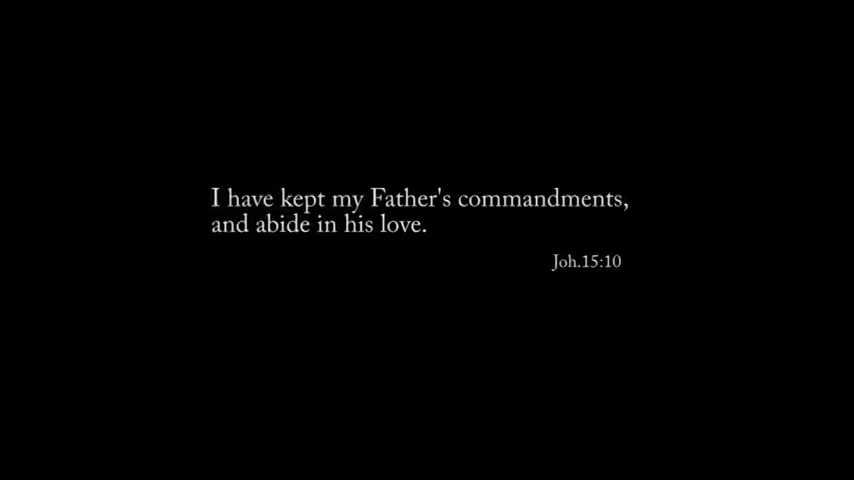 I have kept my Father's commandments,
and abide in his love.
Joh.15:10